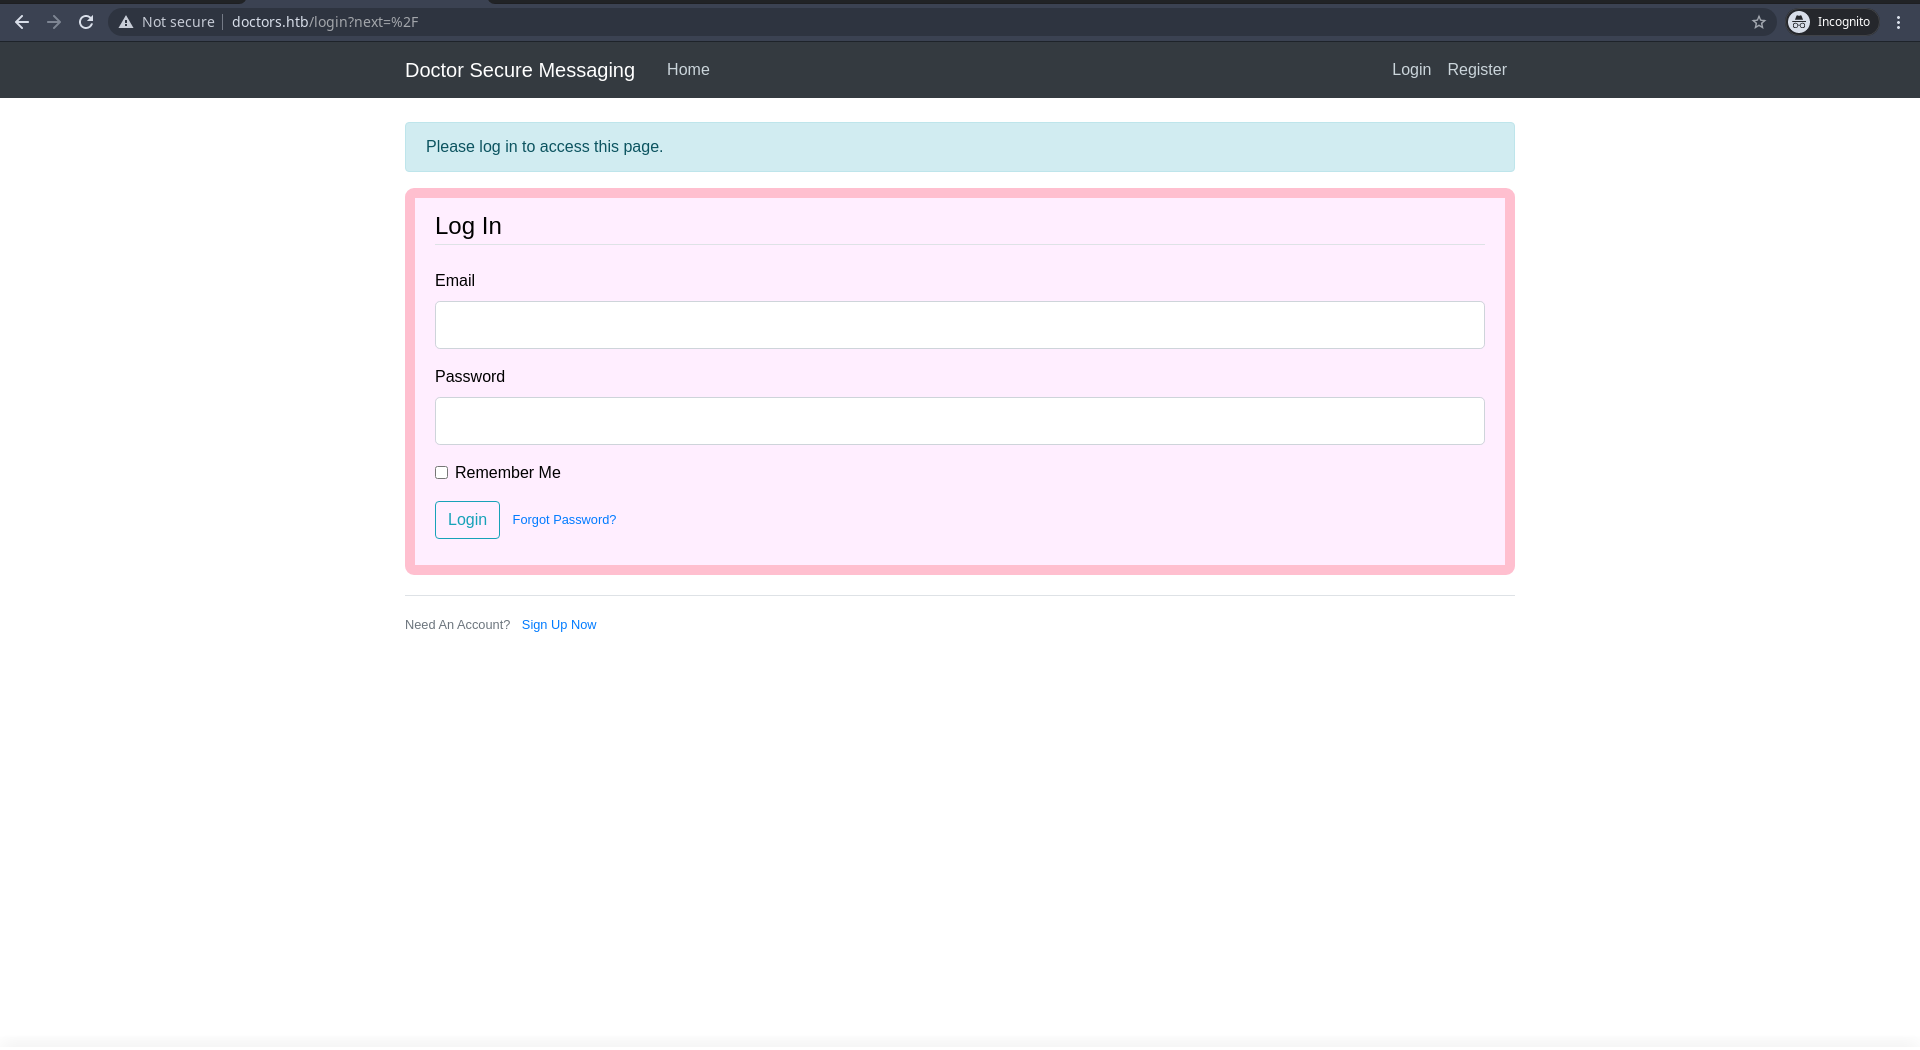 Not secure doctors.htb/login?next=%2F Incognito
Doctor Secure Messaging Home Login Register
Please log in to access this page.
Log In
Email
Password
Remember Me
Login Forgot Password?
Need An Account? Sign Up Now